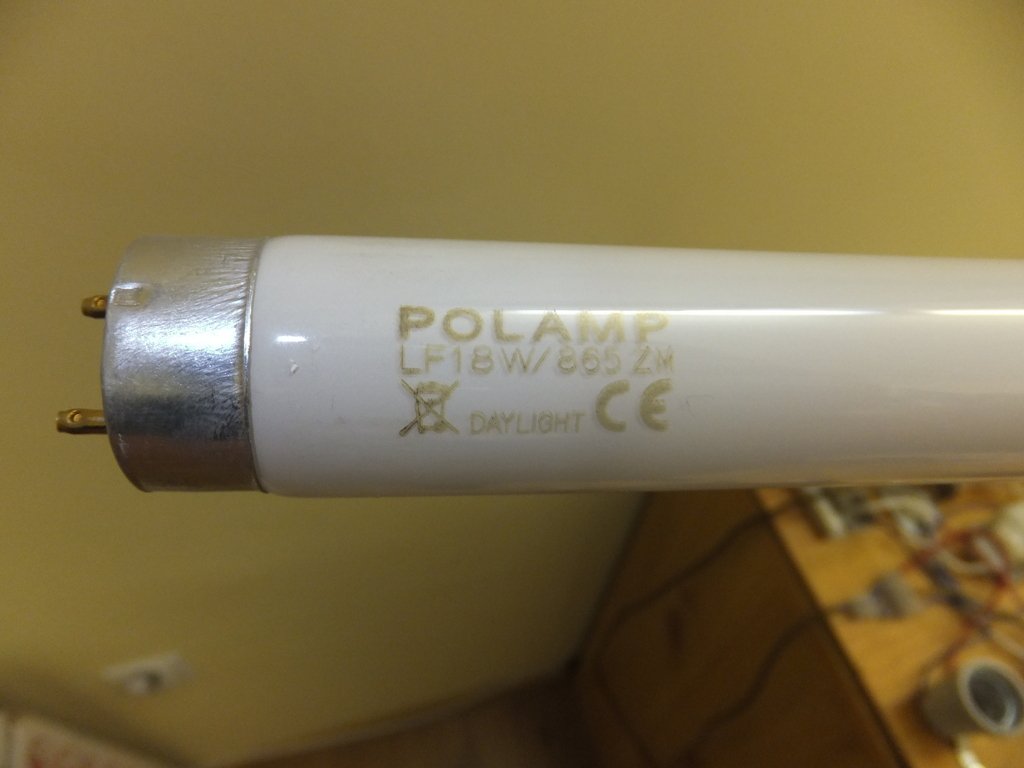 POLAMP
LF18W/865 ZM
DAYLIGHT CE